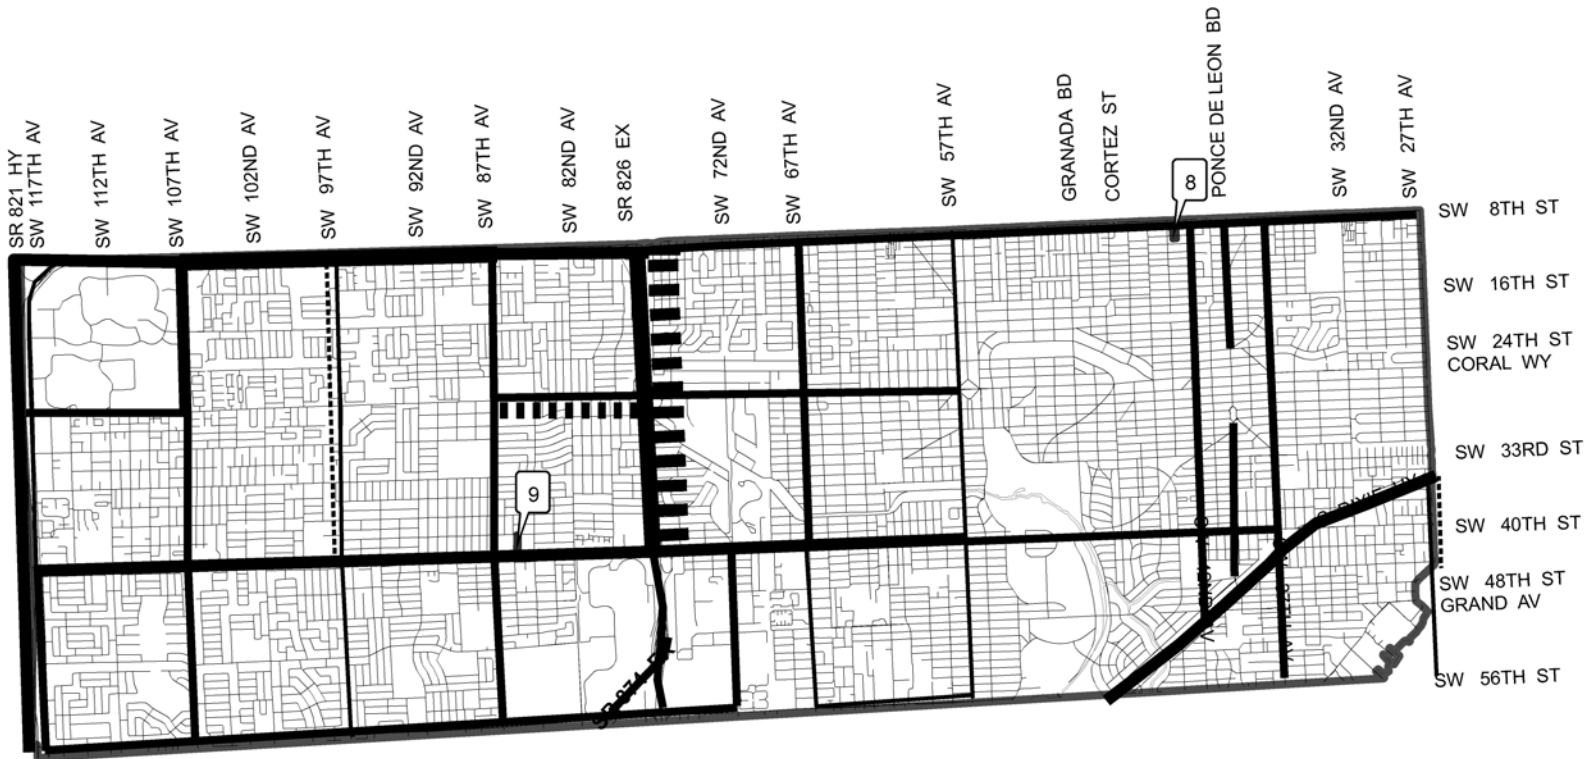 SR 821 HY
SW 117TH AV
SW 112TH AV
SW 107TH AV
SW 102ND AV
SW 97TH AV
SW 92ND AV
SW 87TH AV
SW 82ND AV
SR 826 EX
SW 72ND AV
SW 67TH AV
SW 57TH AV
GRANADA BD
CORTEZ ST
PONCE DE LEON BD
SW 32ND AV
SW 27TH AV
8
SW 8TH ST
SW 16TH ST
SW 24TH ST
CORAL WY
SW 33RD ST
9
SW 40TH ST
SW 48TH ST
GRAND AV
SW 56TH ST